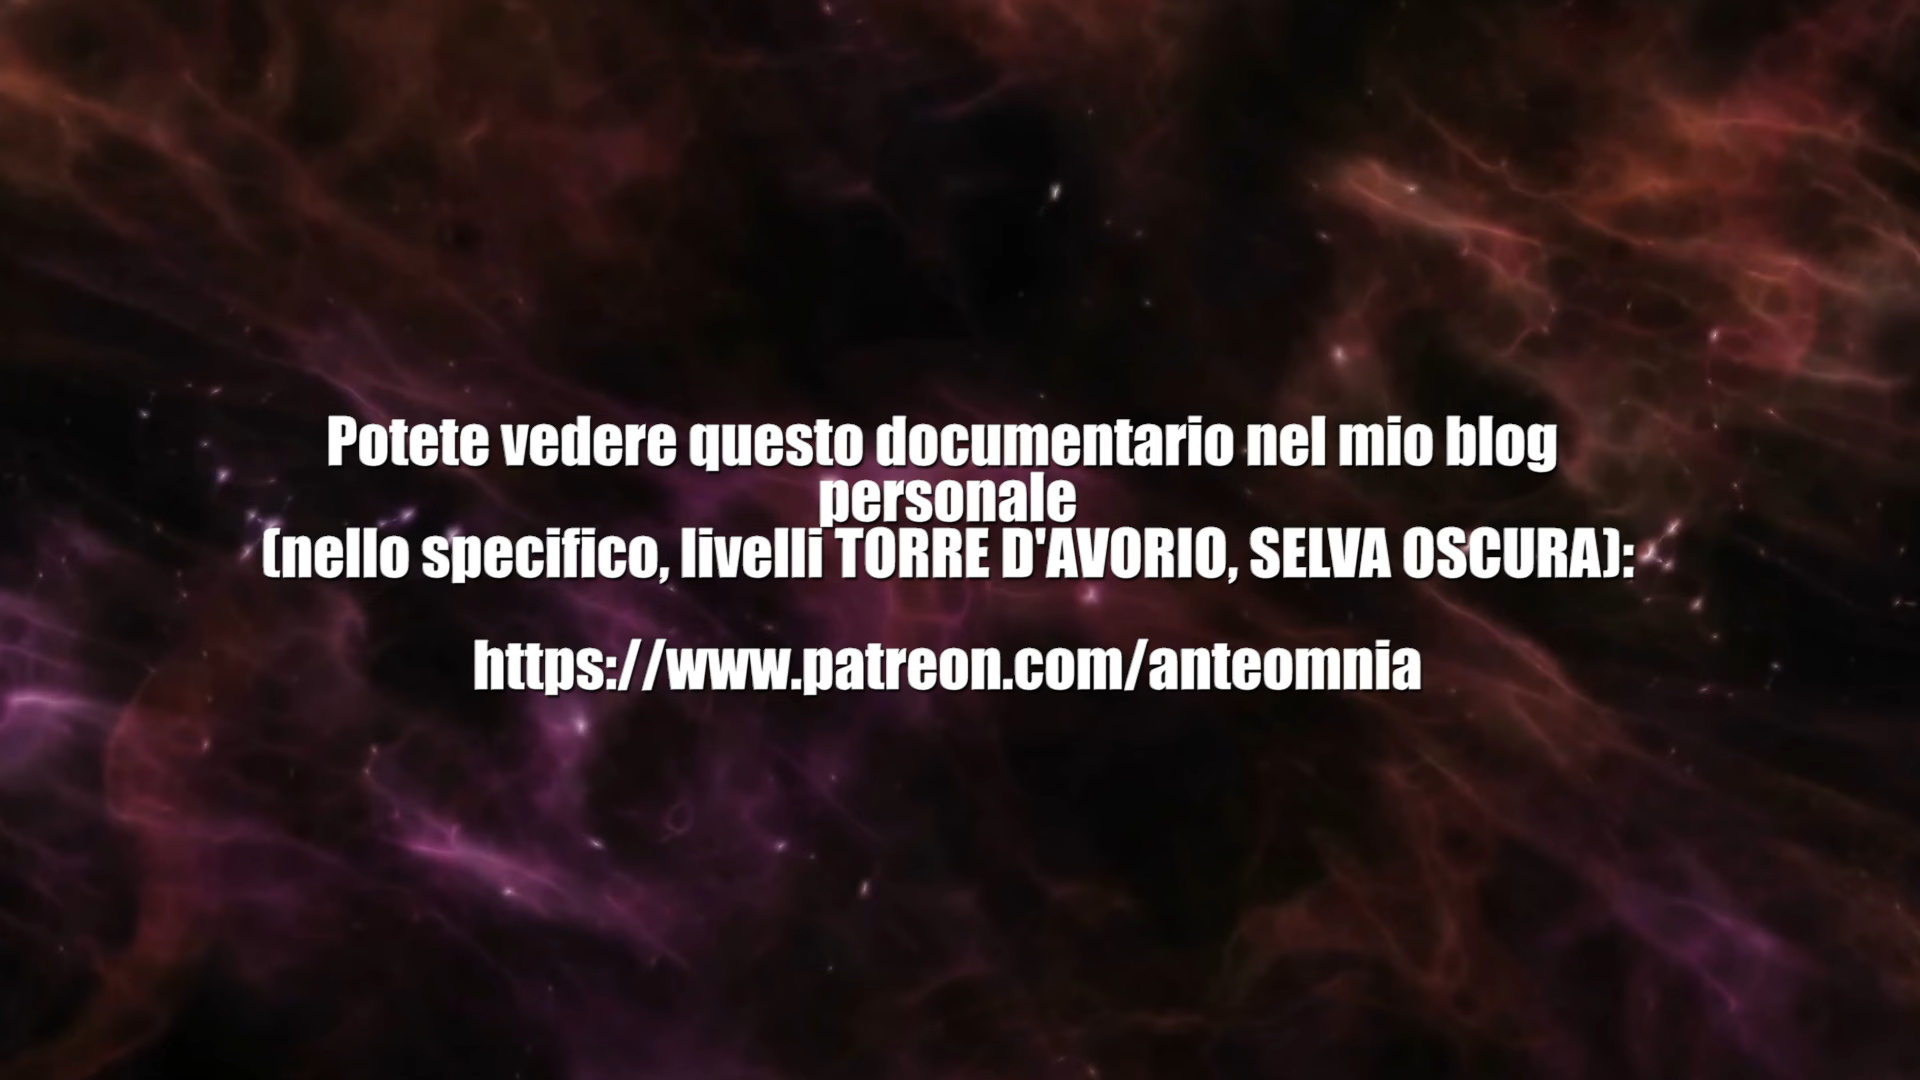 Potete vedere questo documentario nel mio blog
personale
(nello specifico, livelli TORRE D'AVORIO, SELVA OSCURA):
https://www.patreon.com/anteomnia